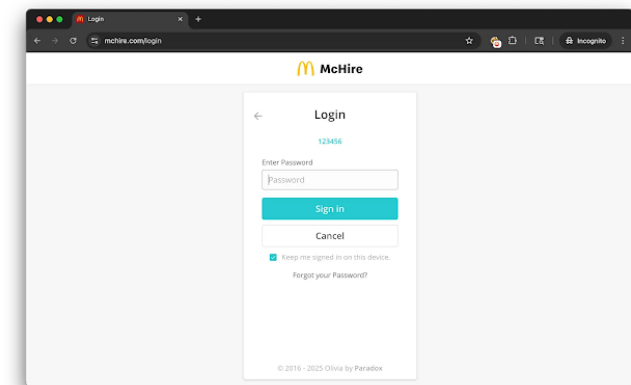 Login
mchire.com/login
Incognito
McHire
Login
123456
Enter Password
Password
Sign in
Cancel
Keep me signed in on this device.
Forgot your Password?
© 2016 - 2025 Olivia by Paradox